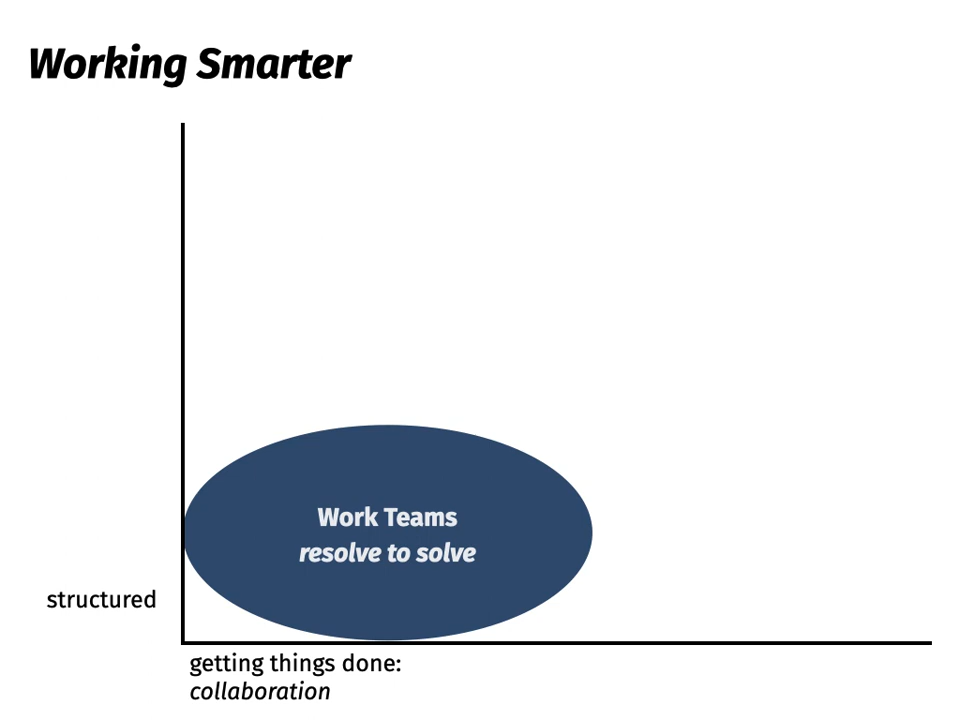 Working Smarter
Work Teams
resolve to solve
structured
getting things done:
collaboration